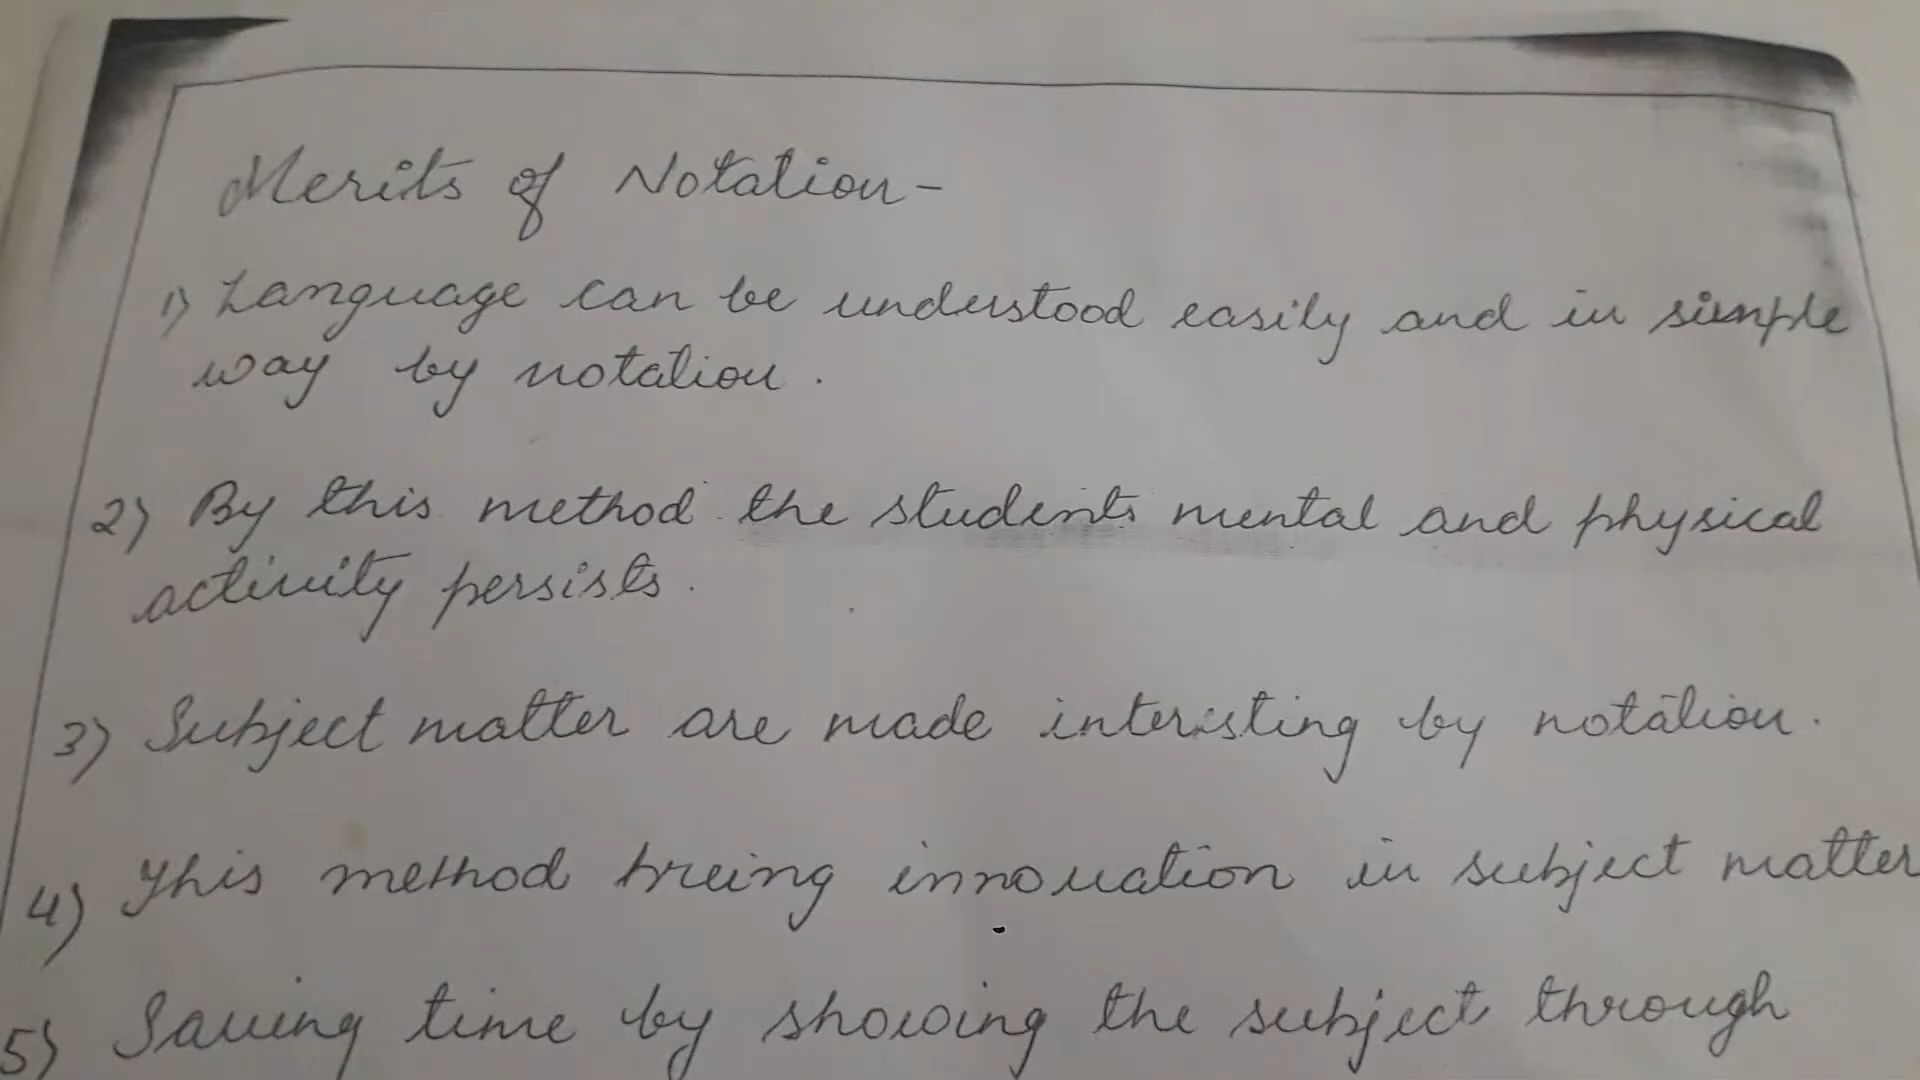 Merits of Notation-
1) Language can be understood easily and in simple
way by notation.
2) By this method the students mental and physical
activity persists.
3) Subject matter are made interesting by notation.
4) This method bring innovation in subject matter
5) Saving time by showing the subject through